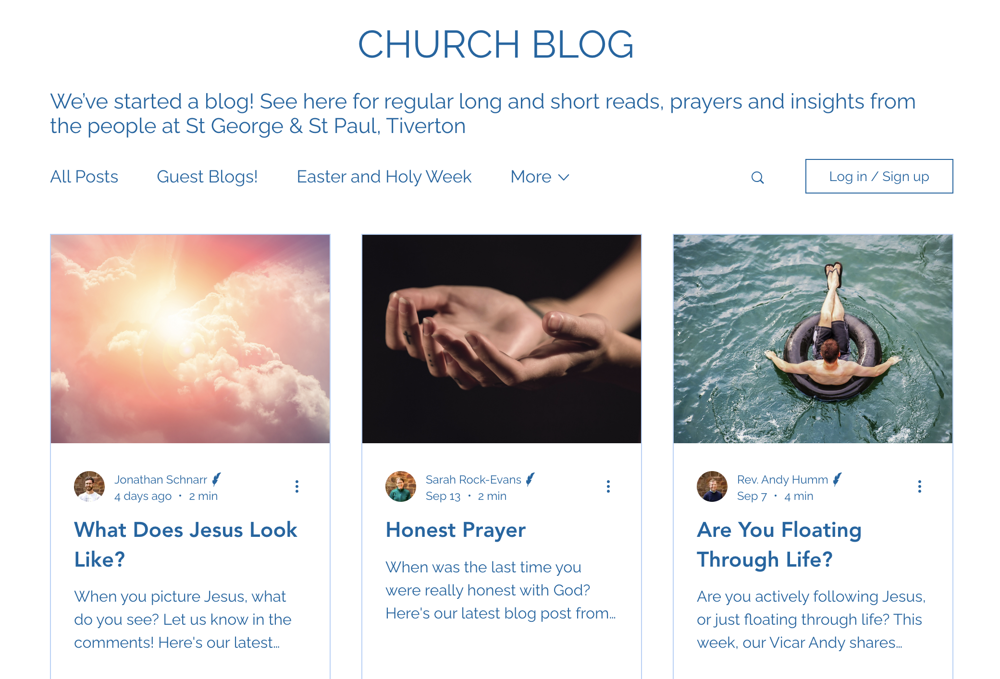 CHURCH BLOG
We’ve started a blog! See here for regular long and short reads, prayers and insights from
the people at St George & St Paul, Tiverton
All Posts
Guest Blogs!
Easter and Holy Week
More
Log in / Sign up
Jonathan Schnarr
4 days ago · 2 min
What Does Jesus Look
Like?
When you picture Jesus, what
do you see? Let us know in the
comments! Here's our latest…
Sarah Rock-Evans
Sep 13 · 2 min
Honest Prayer
When was the last time you
were really honest with God?
Here's our latest blog post from…
Rev. Andy Humm
Sep 7 · 4 min
Are You Floating
Through Life?
Are you actively following Jesus,
or just floating through life? This
week, our Vicar Andy shares…